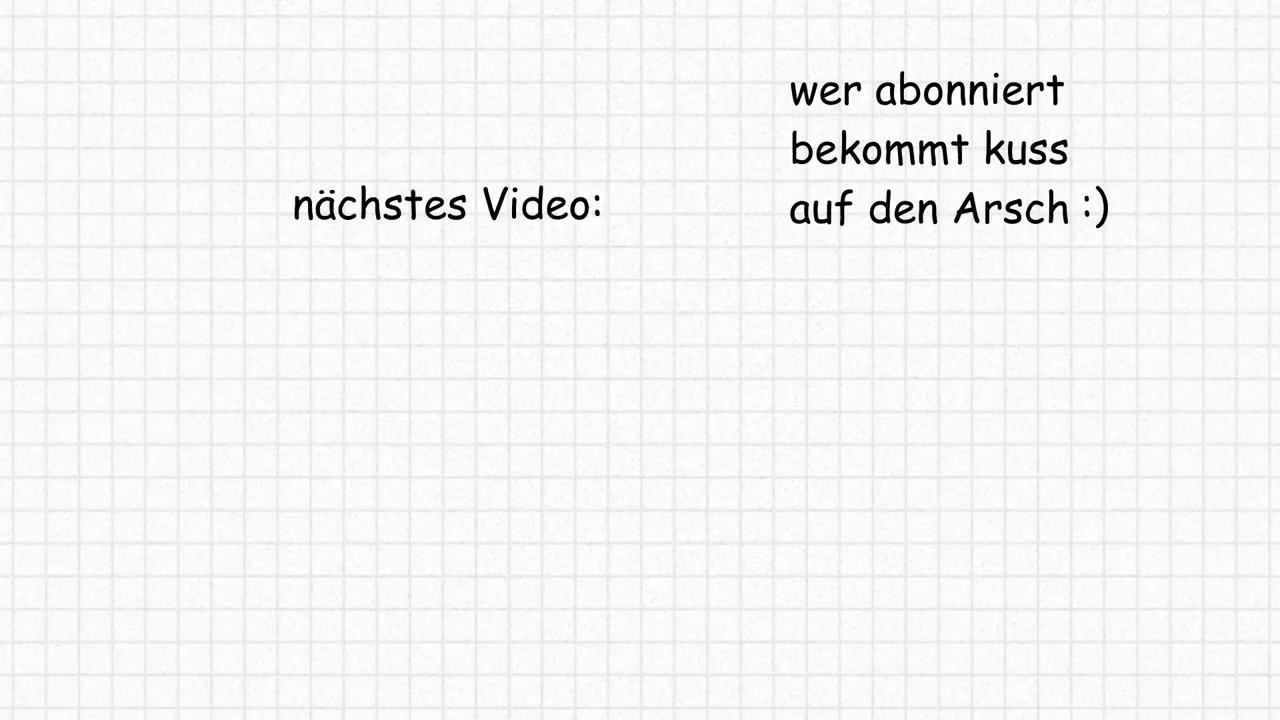 nächstes Video:
wer abonniert
bekommt kuss
auf den Arsch :)